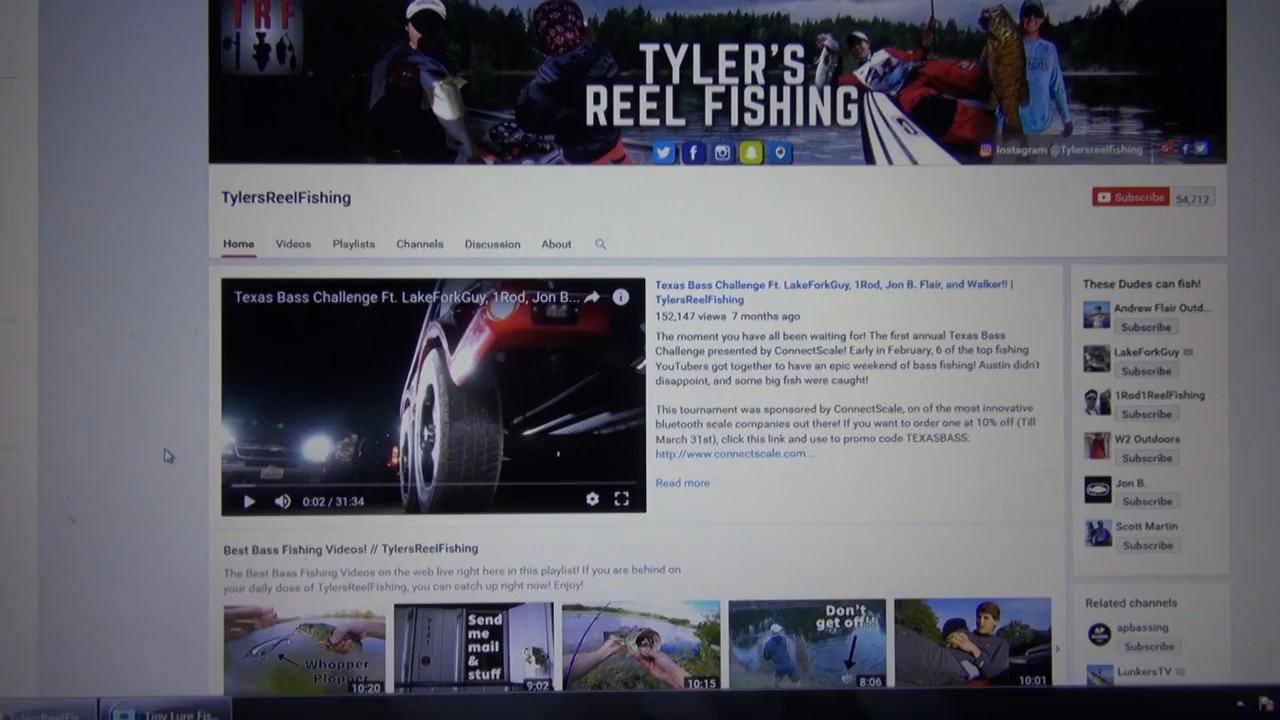 TRF
TYLER'S
REEL FISHING
Instagram @Tylersreelfishing
TylersReelFishing
Subscribe 54,712
Home Videos Playlists Channels Discussion About
Texas Bass Challenge Ft. LakeForkGuy, 1Rod, Jon B...
0:02 / 31:34
Texas Bass Challenge Ft. LakeForkGuy, 1Rod, Jon B. Flair, and Walker!! |
TylersReelFishing
152,147 views 7 months ago
The moment you have all been waiting for! The first annual Texas Bass
Challenge presented by ConnectScale! Early in February, 6 of the top fishing
YouTubers got together to have an epic weekend of bass fishing! Austin didn't
disappoint, and some big fish were caught!
This tournament was sponsored by ConnectScale, on of the most innovative
bluetooth scale companies out there! If you want to order one at 10% off (Till
March 31st), click this link and use to promo code TEXASBASS:
http://www.connectscale.com...
Read more
These Dudes can fish!
Andrew Flair Outd...
Subscribe
LakeForkGuy
Subscribe
1Rod1ReelFishing
Subscribe
W2 Outdoors
Subscribe
Jon B.
Subscribe
Scott Martin
Subscribe
Related channels
apbassing
Subscribe
LunkersTV
Best Bass Fishing Videos! // TylersReelFishing
The Best Bass Fishing Videos on the web live right here in this playlist! If you are behind on
your daily dose of TylersReelFishing, you can catch up right now! Enjoy!
Whopper
Plopper
10:20
Send
me
mail
&
stuff
9:02
10:15
Don't
get off!!
8:06
10:01
TylersReelFis...
Tiny Lure Fis...